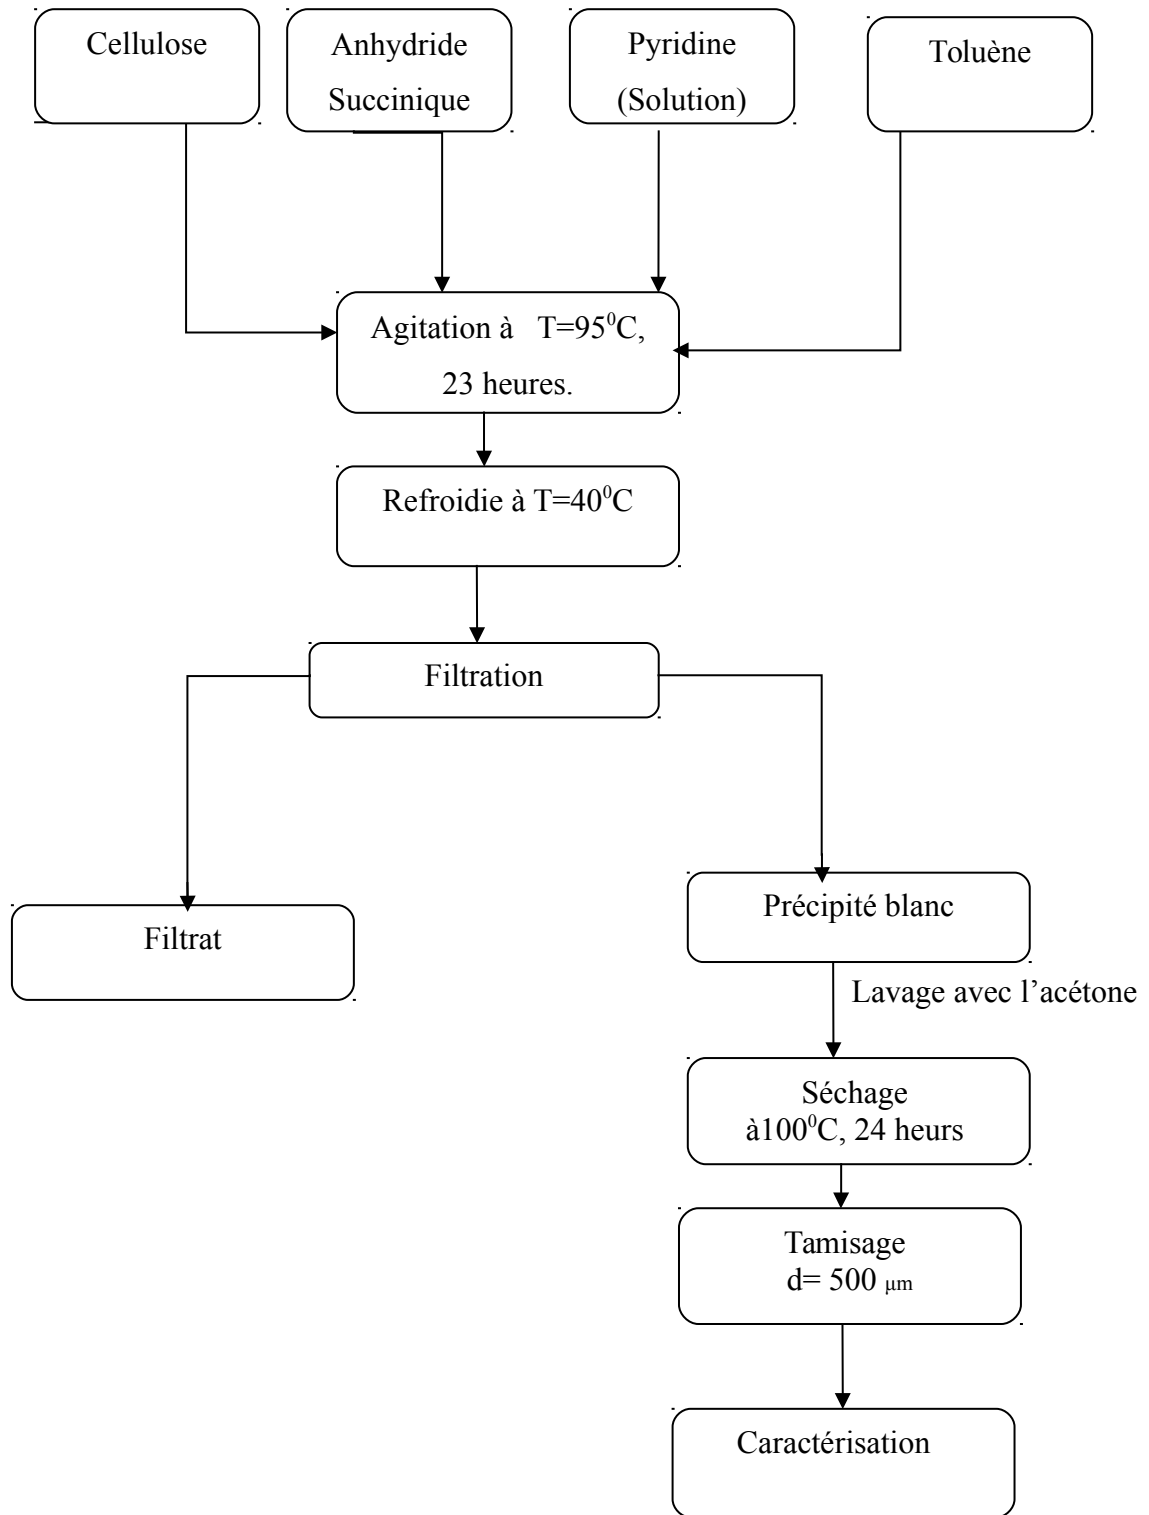 Cellulose
Anhydride
Succinique
Pyridine
(Solution)
Toluène
Agitation à T=95⁰C,
23 heures.
Refroidie à T=40⁰C
Filtration
Filtrat
Précipité blanc
Lavage avec l’acétone
Séchage
à100⁰C, 24 heurs
Tamisage
d= 500 µm
Caractérisation